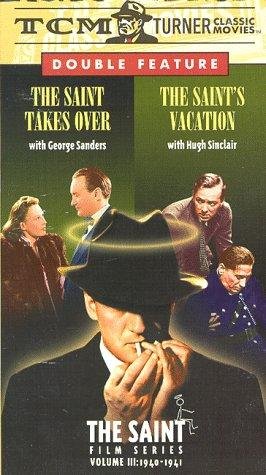 TCM TURNER CLASSIC MOVIES™
DOUBLE FEATURE
THE SAINT
TAKES OVER
with George Sanders
THE SAINT'S
VACATION
with Hugh Sinclair
THE SAINT
FILM SERIES
VOLUME III: 1940-1941